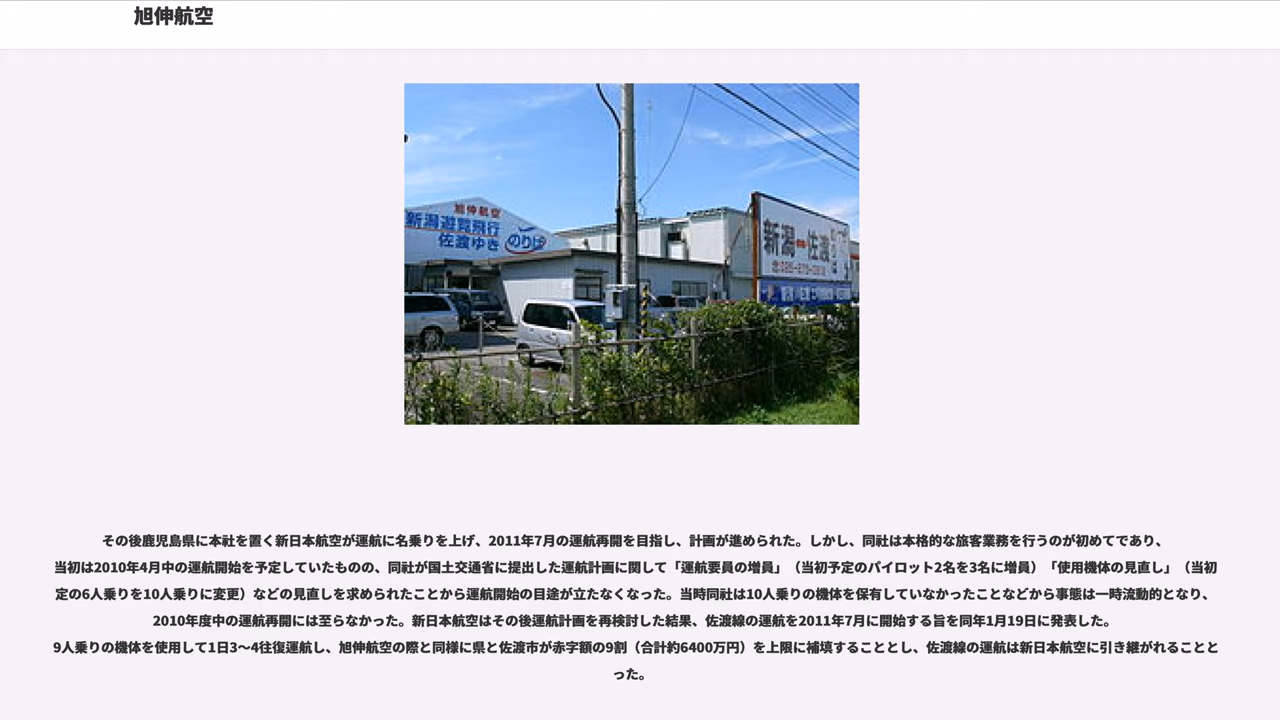 旭伸航空
旭伸航空
新潟遊覧飛行
佐渡ゆき
のりば
新潟
佐渡
その後鹿児島県に本社を置く新日本航空が運航に名乗りを上げ、2011年7月の運航再開を目指し、計画が進められた。しかし、同社は本格的な旅客業務を行うのが初めてであり、
当初は2010年4月中の運航開始を予定していたものの、同社が国土交通省に提出した運航計画に関して「運航要員の増員」（当初予定のパイロット2名を3名に増員）「使用機体の見直し」（当初
定の6人乗りを10人乗りに変更）などの見直しを求められたことから運航開始の目途が立たなくなった。当時同社は10人乗りの機体を保有していなかったことなどから事態は一時流動的となり、
2010年度中の運航再開には至らなかった。新日本航空はその後運航計画を再検討した結果、佐渡線の運航を2011年7月に開始する旨を同年1月19日に発表した。
9人乗りの機体を使用して1日3〜4往復運航し、旭伸航空の際と同様に県と佐渡市が赤字額の9割（合計約6400万円）を上限に補填することとし、佐渡線の運航は新日本航空に引き継がれることと
った。